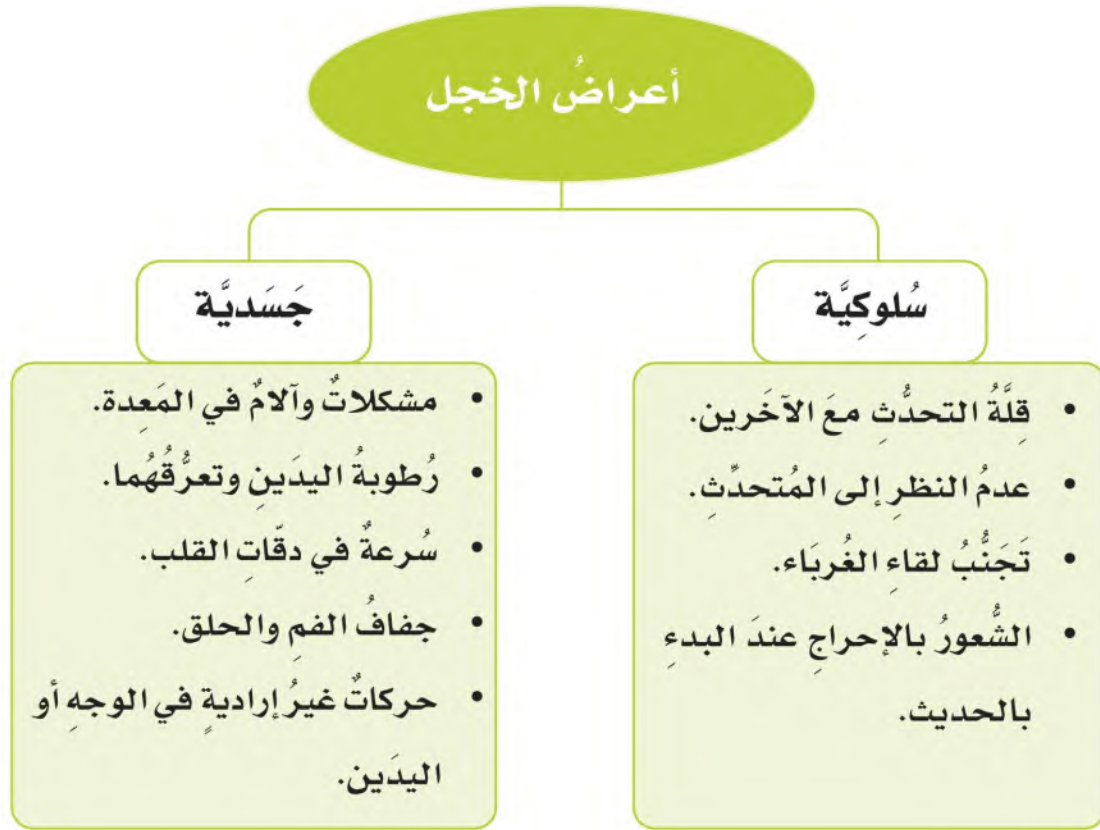 أعراضُ الخجل
سُلوكِيَّة
• قِلَّةُ التحدُّثِ معَ الآخَرين.
• عدمُ النظرِ إلى المُتحدِّثِ.
• تَجَنُّبُ لقاءِ الغُربَاء.
• الشُّعورُ بالإحراجِ عندَ البدءِ
بالحديث.
جَسَديَّة
• مشكلاتٌ وآلامٌ في المَعِدة.
• رُطوبةُ اليدَينِ وتعرُّقُهُما.
• سُرعةٌ في دقّاتِ القلب.
• جفافُ الفمِ والحلق.
• حركاتٌ غيرُ إراديةٍ في الوجهِ أو
اليدَين.